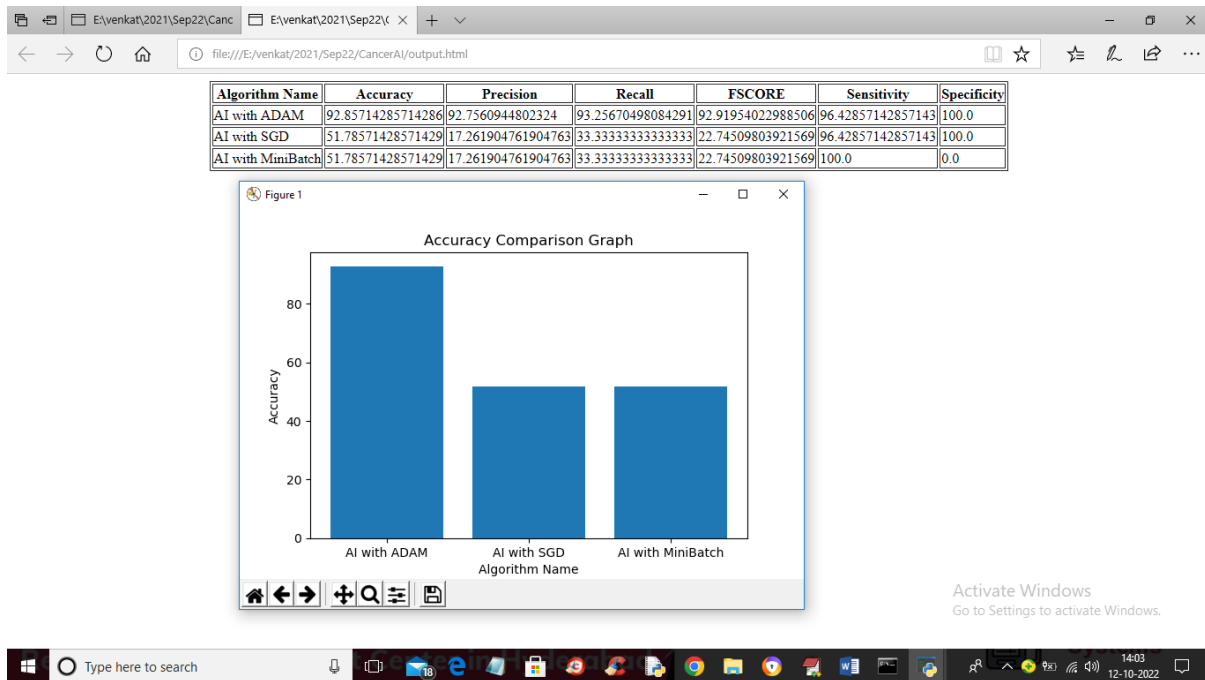 E:\venkat\2021\Sep22\Canc
E:\venkat\2021\Sep22\(
file:///E:/venkat/2021/Sep22/CancerAI/output.html
Algorithm Name Accuracy Precision Recall FSCORE Sensitivity Specificity
AI with ADAM 92.85714285714286 92.7560944802324 93.25670498084291 92.91954022988506 96.42857142857143 100.0
AI with SGD 51.78571428571429 17.261904761904763 33.33333333333333 22.74509803921569 96.42857142857143 100.0
AI with MiniBatch 51.78571428571429 17.261904761904763 33.33333333333333 22.74509803921569 100.0 0.0
Figure 1
Accuracy Comparison Graph
Accuracy
80
60
40
20
0
AI with ADAM AI with SGD AI with MiniBatch
Algorithm Name
Activate Windows
Go to Settings to activate Windows.
Type here to search
18
14:03
12-10-2022